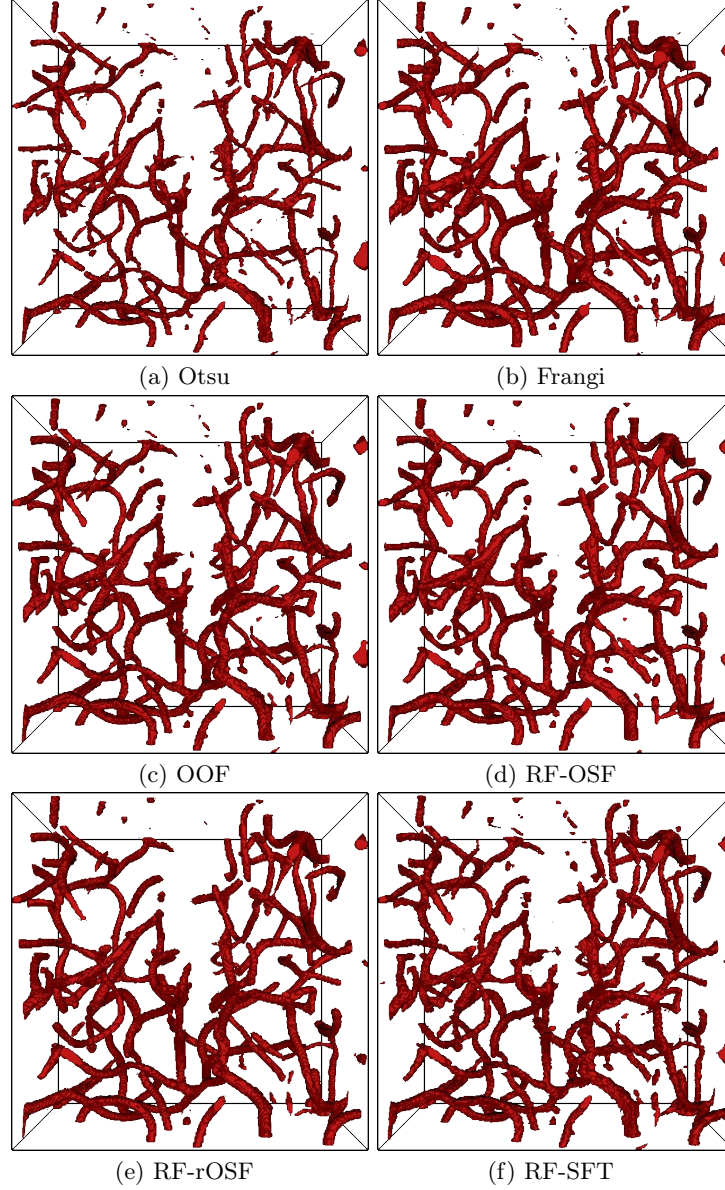 (a) Otsu
(b) Frangi
(c) OOF
(d) RF-OSF
(e) RF-rOSF
(f) RF-SFT